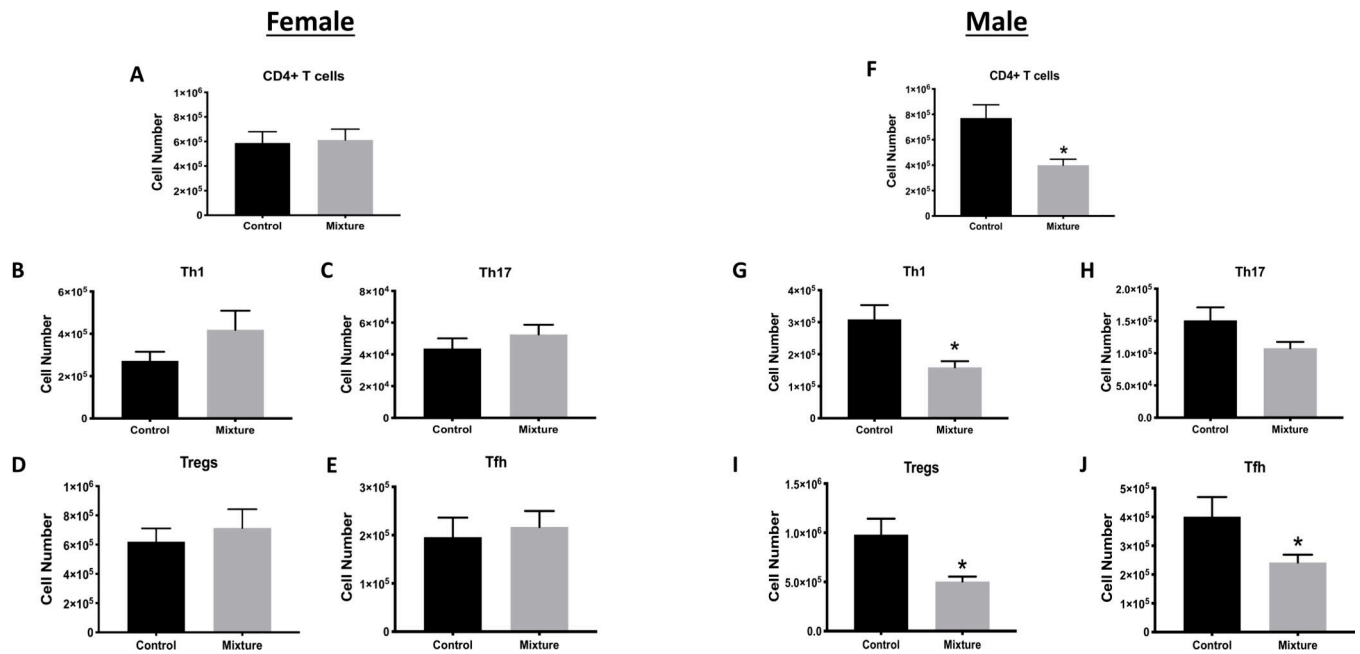 Female
Male
A
CD4+ T cells
Cell Number
1×10⁶
8×10⁵
6×10⁵
4×10⁵
2×10⁵
0
Control
Mixture
F
CD4+ T cells
Cell Number
1×10⁶
8×10⁵
6×10⁵
4×10⁵
2×10⁵
0
*
Control
Mixture
B
Th1
Cell Number
6×10⁵
4×10⁵
2×10⁵
0
Control
Mixture
C
Th17
Cell Number
8×10⁴
6×10⁴
4×10⁴
2×10⁴
0
Control
Mixture
G
Th1
Cell Number
4×10⁵
3×10⁵
2×10⁵
1×10⁵
0
*
Control
Mixture
H
Th17
Cell Number
2.0×10⁵
1.5×10⁵
1.0×10⁵
5.0×10⁴
0.0
Control
Mixture
D
Tregs
Cell Number
1×10⁶
8×10⁵
6×10⁵
4×10⁵
2×10⁵
0
Control
Mixture
E
Tfh
Cell Number
3×10⁵
2×10⁵
1×10⁵
0
Control
Mixture
I
Tregs
Cell Number
1.5×10⁶
1.0×10⁶
5.0×10⁵
0.0
*
Control
Mixture
J
Tfh
Cell Number
5×10⁵
4×10⁵
3×10⁵
2×10⁵
1×10⁵
0
*
Control
Mixture